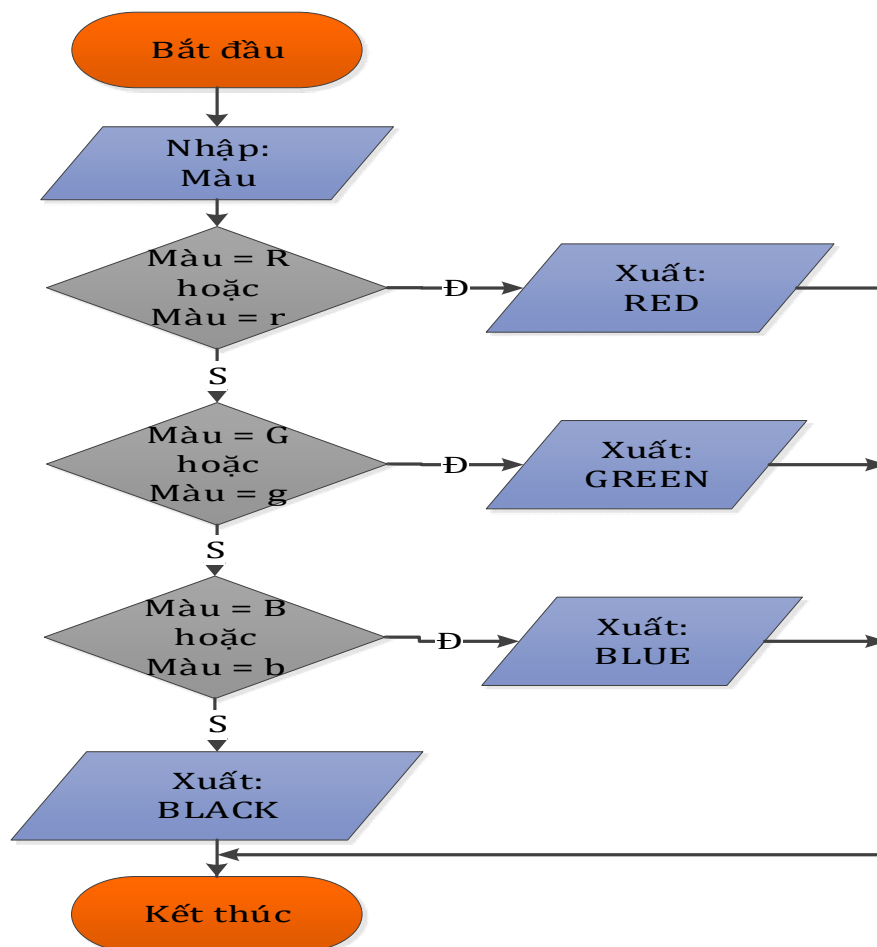 Bắt đầu
Nhập:
Màu
Màu = R
hoặc
Màu = r
Đ
Xuất:
RED
S
Màu = G
hoặc
Màu = g
Đ
Xuất:
GREEN
S
Màu = B
hoặc
Màu = b
Đ
Xuất:
BLUE
S
Xuất:
BLACK
Kết thúc